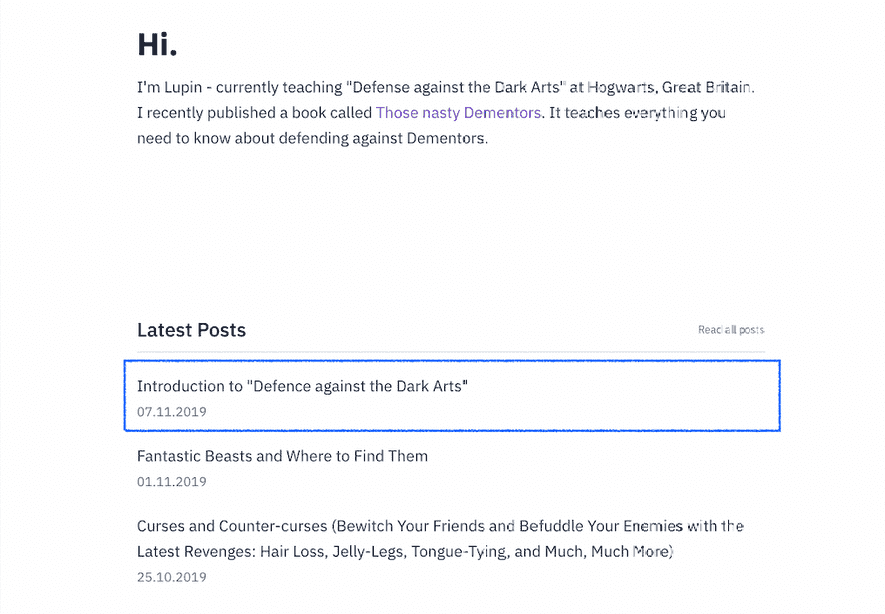 Hi.
I'm Lupin - currently teaching "Defense against the Dark Arts" at Hogwarts, Great Britain.
I recently published a book called Those nasty Dementors. It teaches everything you
need to know about defending against Dementors.
Latest Posts
Read all posts
Introduction to "Defence against the Dark Arts"
07.11.2019
Fantastic Beasts and Where to Find Them
01.11.2019
Curses and Counter-curses (Bewitch Your Friends and Befuddle Your Enemies with the
Latest Revenges: Hair Loss, Jelly-Legs, Tongue-Tying, and Much, Much More)
25.10.2019